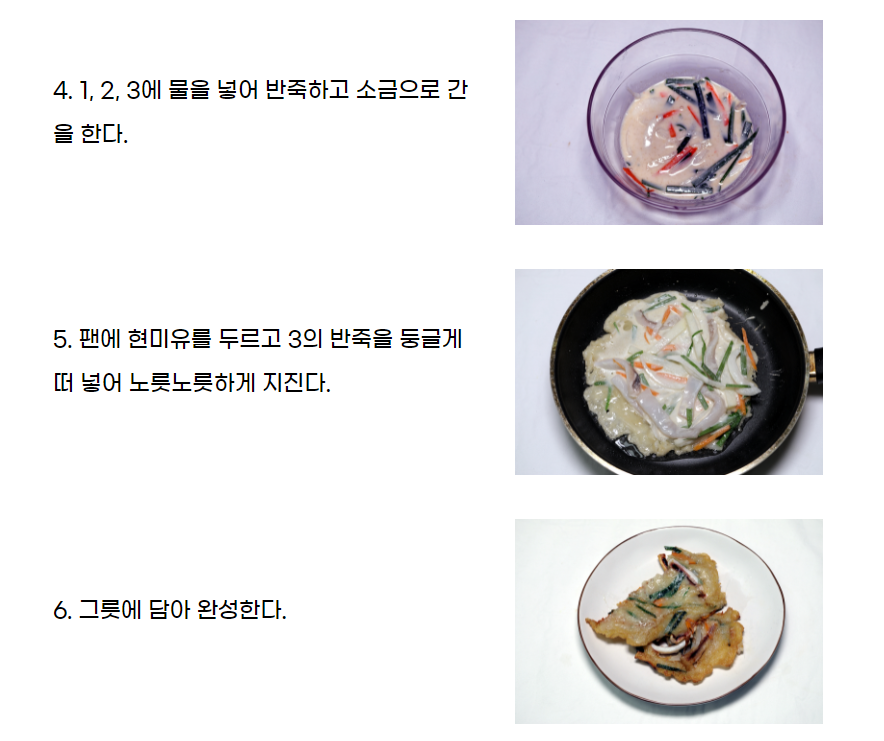 4. 1, 2, 3에 물을 넣어 반죽하고 소금으로 간
을 한다.
5. 팬에 현미유를 두르고 3의 반죽을 둥글게
떠 넣어 노릇노릇하게 지진다.
6. 그릇에 담아 완성한다.